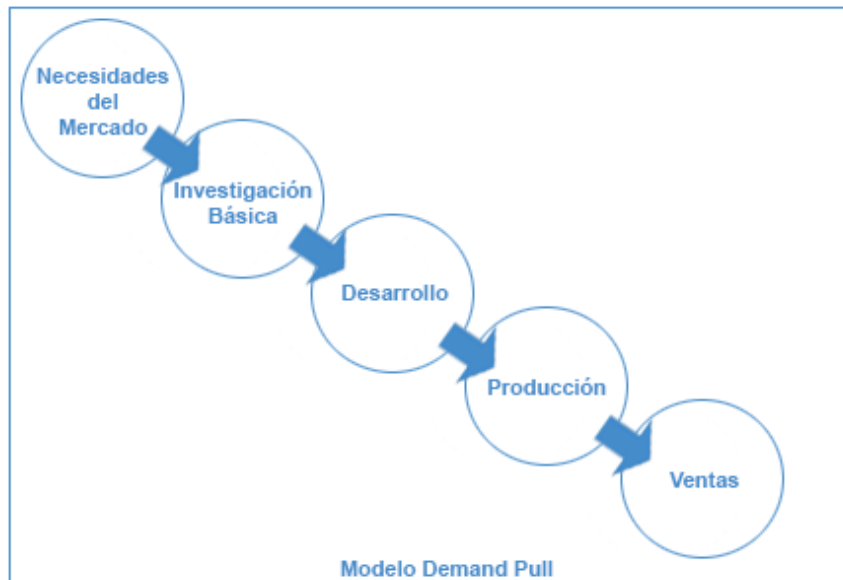 Necesidades
del
Mercado
Investigación
Básica
Desarrollo
Producción
Ventas
Modelo Demand Pull